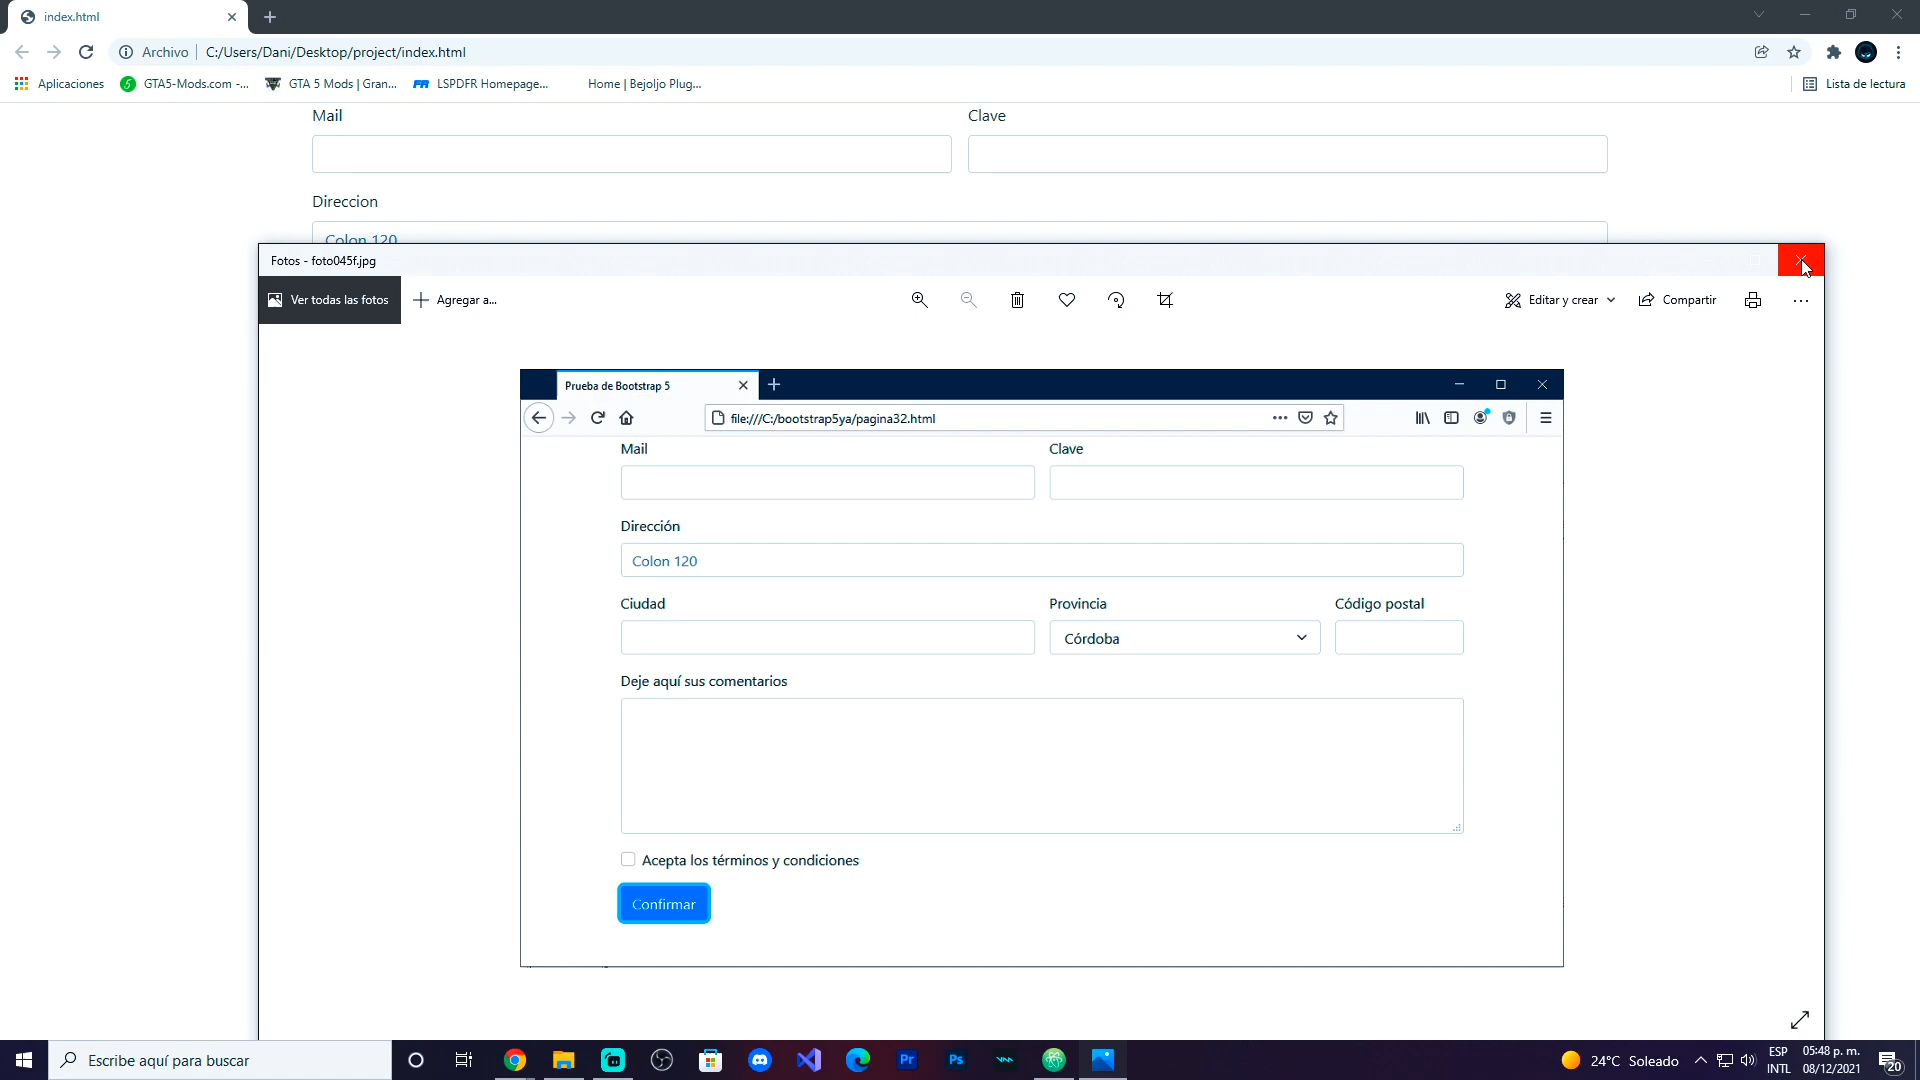 index.html
Archivo C:/Users/Dani/Desktop/project/index.html
Aplicaciones GTA5-Mods.com -... GTA 5 Mods | Gran... LSPDFR Homepage... Home | Bejoljo Plug... Lista de lectura
Mail Clave
Direccion
Colon 120
Fotos - foto045f.jpg
Ver todas las fotos Agregar a... Editar y crear Compartir
Prueba de Bootstrap 5
file:///C:/bootstrap5ya/pagina32.html
Mail Clave
Dirección
Colon 120
Ciudad Provincia Código postal
Córdoba
Deje aquí sus comentarios
Acepta los términos y condiciones
Confirmar
Escribe aquí para buscar Pr Ps 24°C Soleado ESP INTL 05:48 p. m. 08/12/2021 20